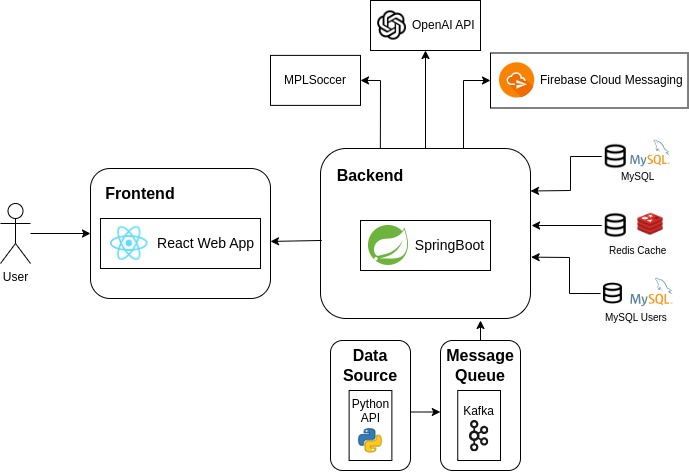 OpenAI API
MPLSoccer
Firebase Cloud Messaging
Backend
SpringBoot
Frontend
React Web App
User
MySQL
MySQL
Redis Cache
MySQL
MySQL Users
Data
Source
Python
API
Message
Queue
Kafka